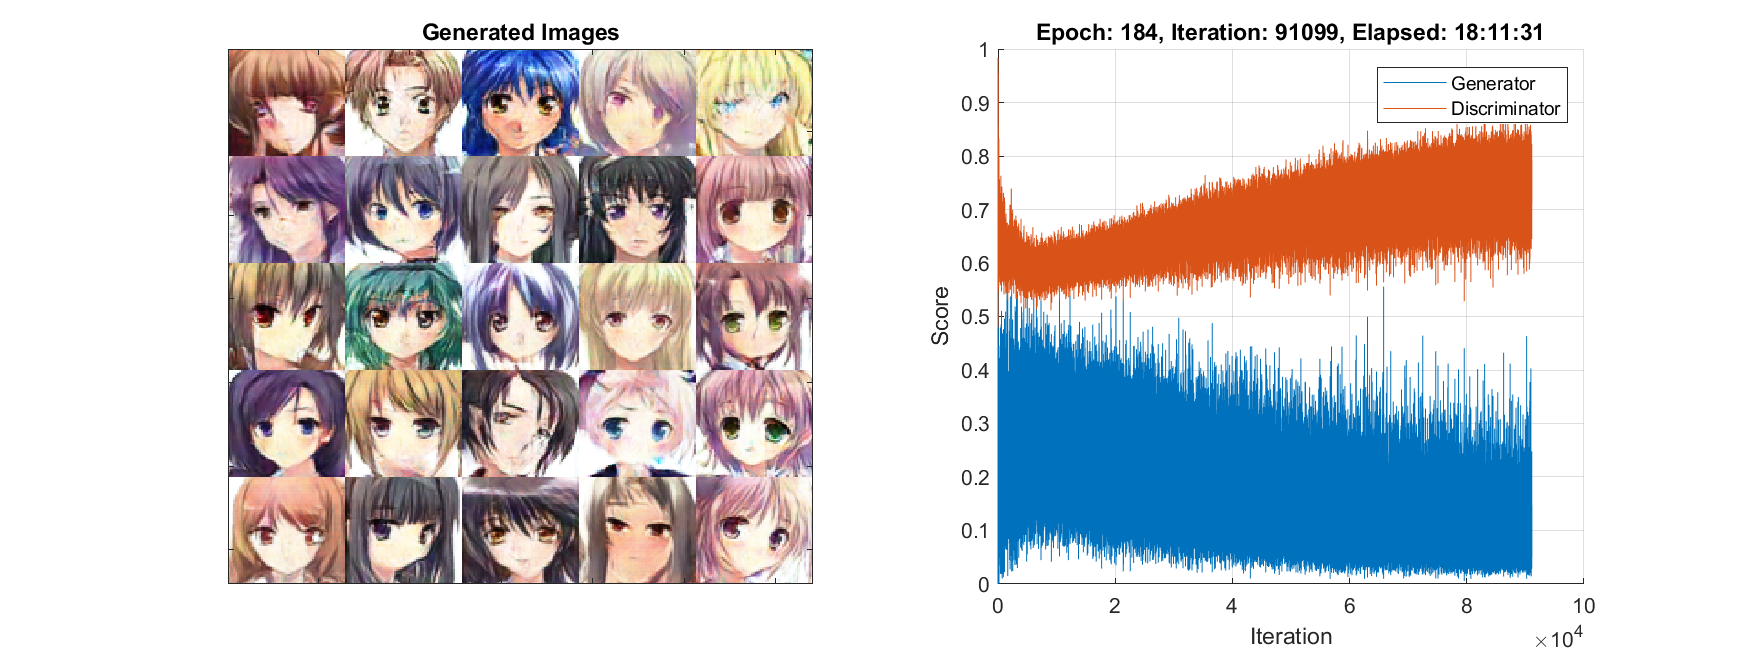 Generated Images
Epoch: 184, Iteration: 91099, Elapsed: 18:11:31
Generator
Discriminator
1
0.9
0.8
0.7
0.6
0.5
0.4
0.3
0.2
0.1
0
Score
0 2 4 6 8 10
Iteration
×10^4